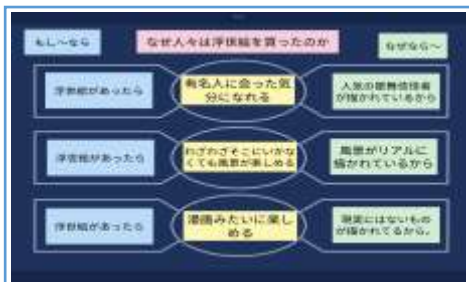 もし〜なら
なぜ人々は浮世絵を買ったのか
なぜなら〜
浮世絵があったら
有名人に会った気
分になれる
人気の歌舞伎役者
が描かれているから
浮世絵があったら
わざわざそこにいかな
くても風景が楽しめる
風景がリアルに
描かれているから
浮世絵があったら
漫画みたいに楽し
める
現実にはないもの
が描かれてるから。